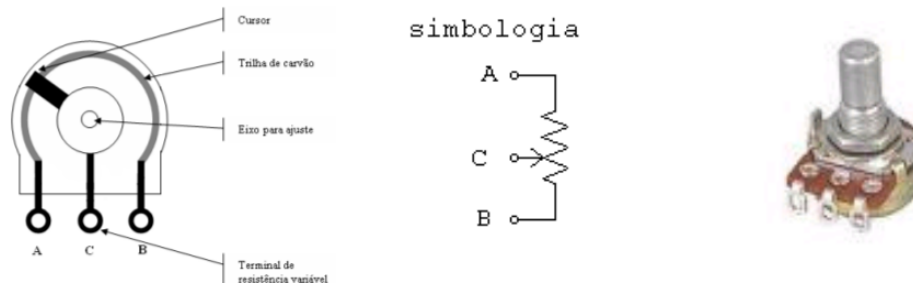 Cursor
Trilha de carvão
Eixo para ajuste
A C B
Terminal de
resistência variável
simbologia
A
C
B